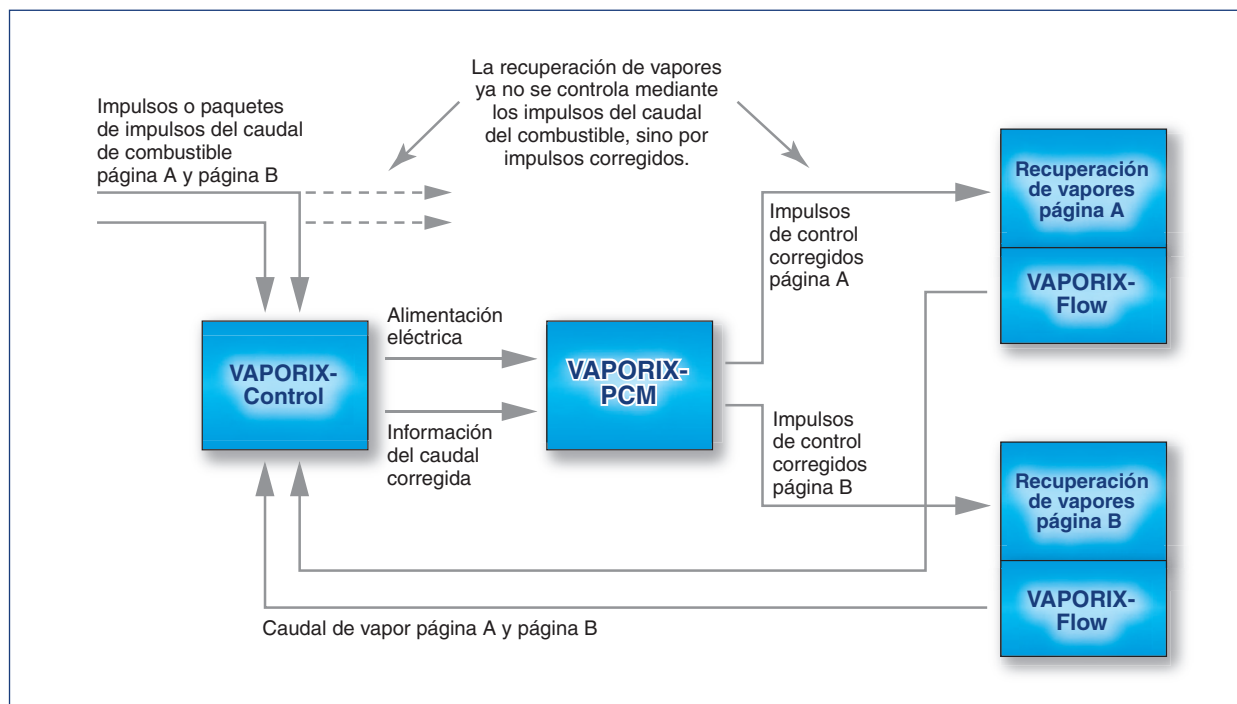 La recuperación de vapores
ya no se controla mediante
los impulsos del caudal
del combustible, sino por
impulsos corregidos.
Impulsos o paquetes
de impulsos del caudal
de combustible
página A y página B
Recuperación
de vapores
página A
VAPORIX-
Flow
Impulsos
de control
corregidos
página A
Alimentación
eléctrica
VAPORIX-
Control
VAPORIX-
PCM
Información
del caudal
corregida
Impulsos
de control
corregidos
página B
Recuperación
de vapores
página B
VAPORIX-
Flow
Caudal de vapor página A y página B